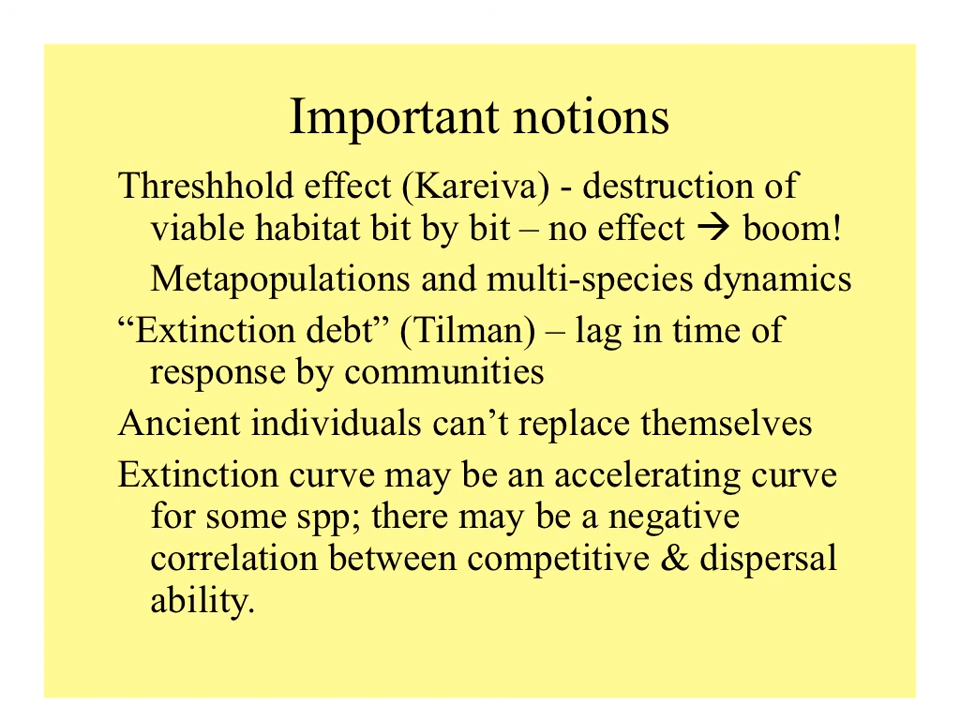 Important notions
Threshhold effect (Kareiva) - destruction of
viable habitat bit by bit – no effect → boom!
Metapopulations and multi-species dynamics
“Extinction debt” (Tilman) – lag in time of
response by communities
Ancient individuals can’t replace themselves
Extinction curve may be an accelerating curve
for some spp; there may be a negative
correlation between competitive & dispersal
ability.